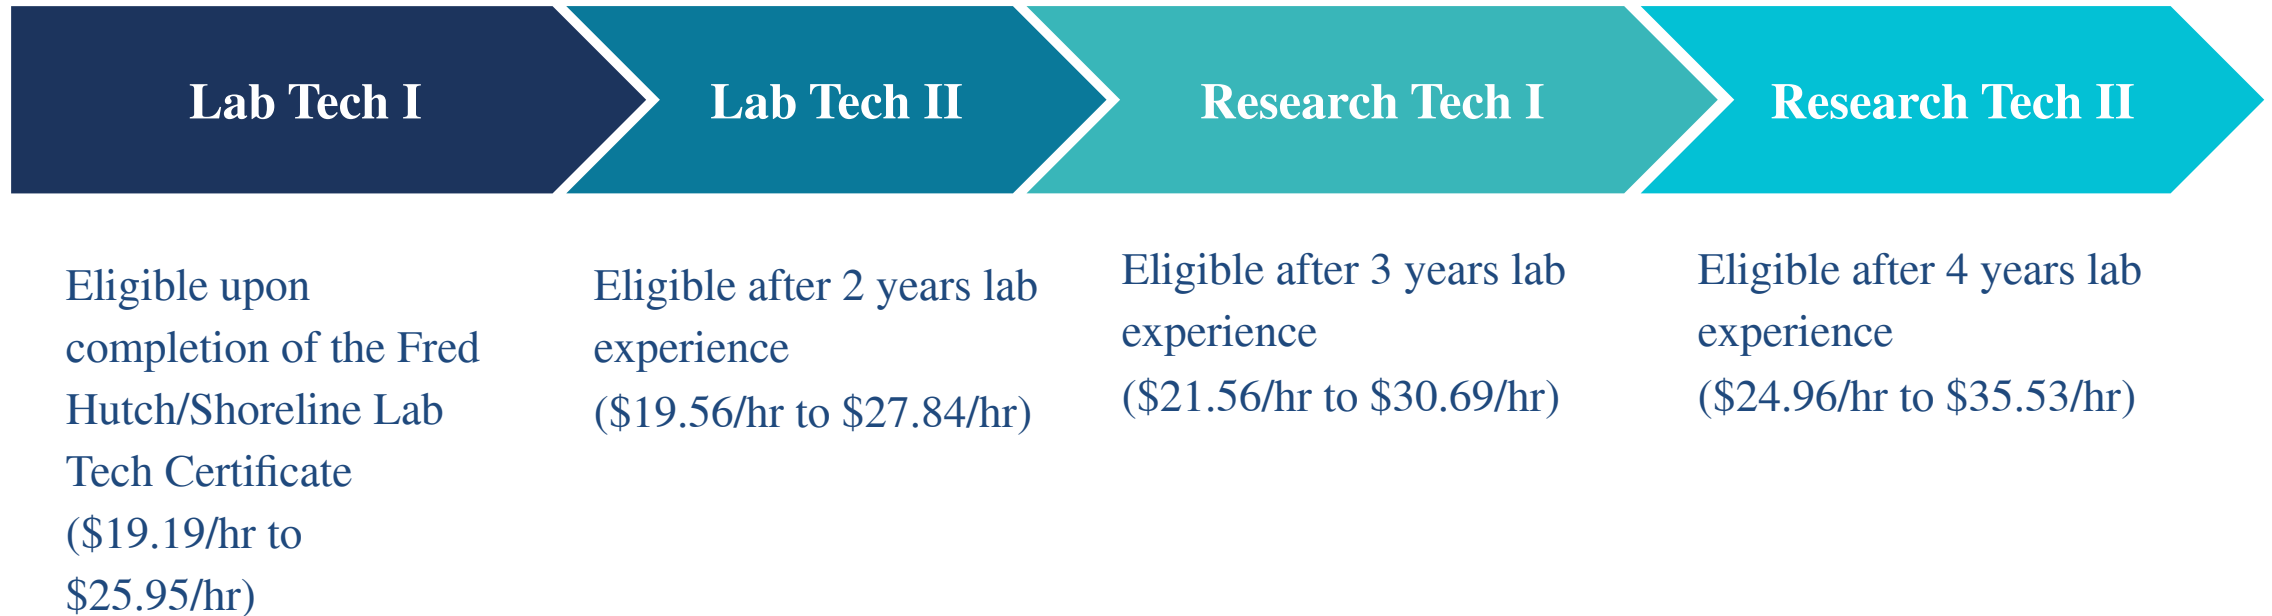 Lab Tech I
Lab Tech II
Research Tech I
Research Tech II
Eligible upon
completion of the Fred
Hutch/Shoreline Lab
Tech Certificate
($19.19/hr to
$25.95/hr)
Eligible after 2 years lab
experience
($19.56/hr to $27.84/hr)
Eligible after 3 years lab
experience
($21.56/hr to $30.69/hr)
Eligible after 4 years lab
experience
($24.96/hr to $35.53/hr)